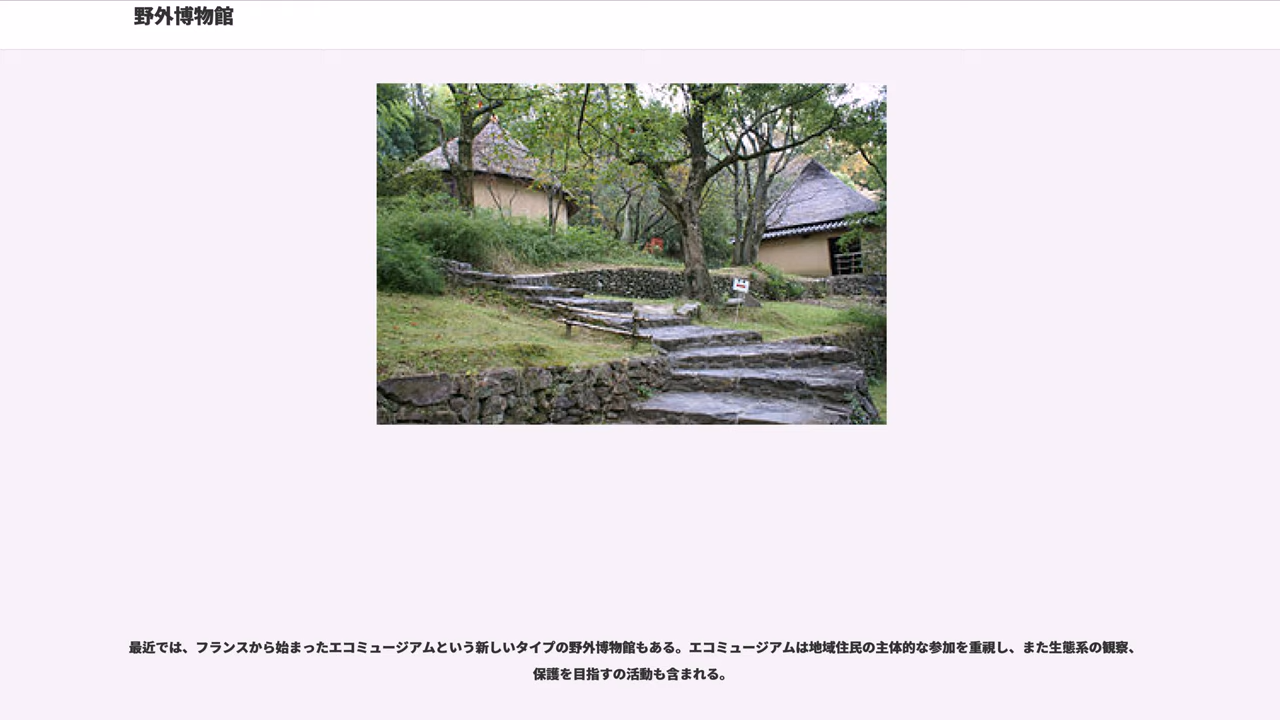 野外博物館
最近では、フランスから始まったエコミュージアムという新しいタイプの野外博物館もある。エコミュージアムは地域住民の主体的な参加を重視し、また生態系の観察、
保護を目指すの活動も含まれる。